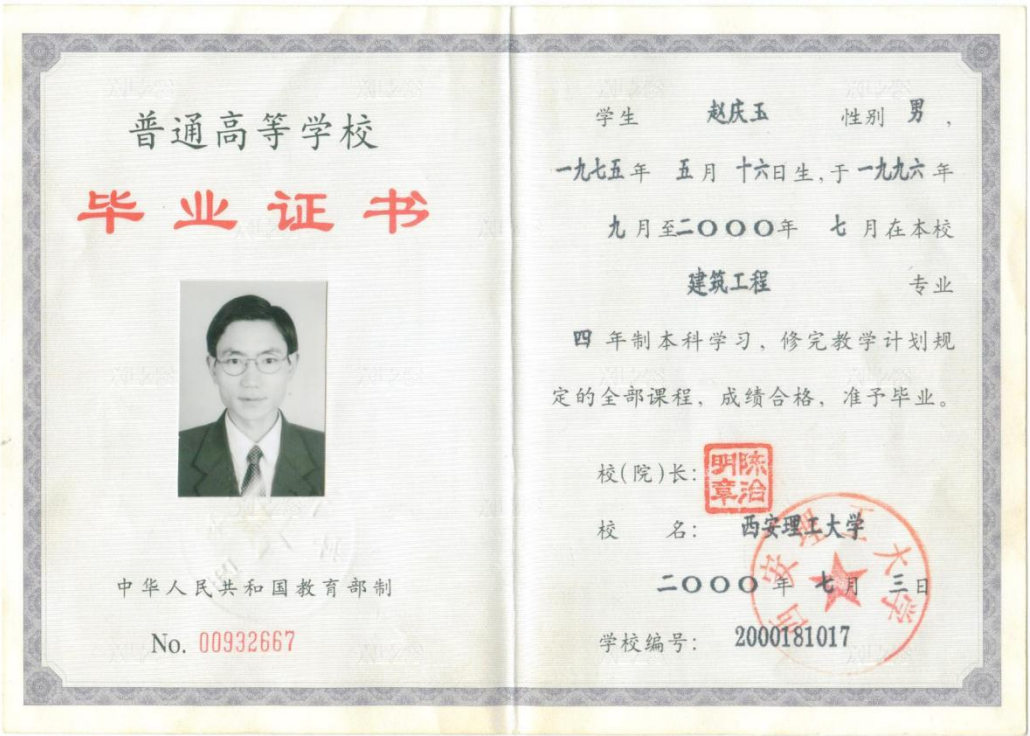 普通高等学校
毕业证书
中华人民共和国教育部制
No. 00932667
学生 赵庆玉 性别 男，
一九七五年 五月 十六日生，于一九九六年
九月至二〇〇〇年 七月在本校
建筑工程 专业
四年制本科学习，修完教学计划规
定的全部课程，成绩合格，准予毕业。
校(院)长： 陈治明章
校 名： 西安理工大学
二〇〇〇年 七月 三日
西安理工大学
学校编号： 2000181017